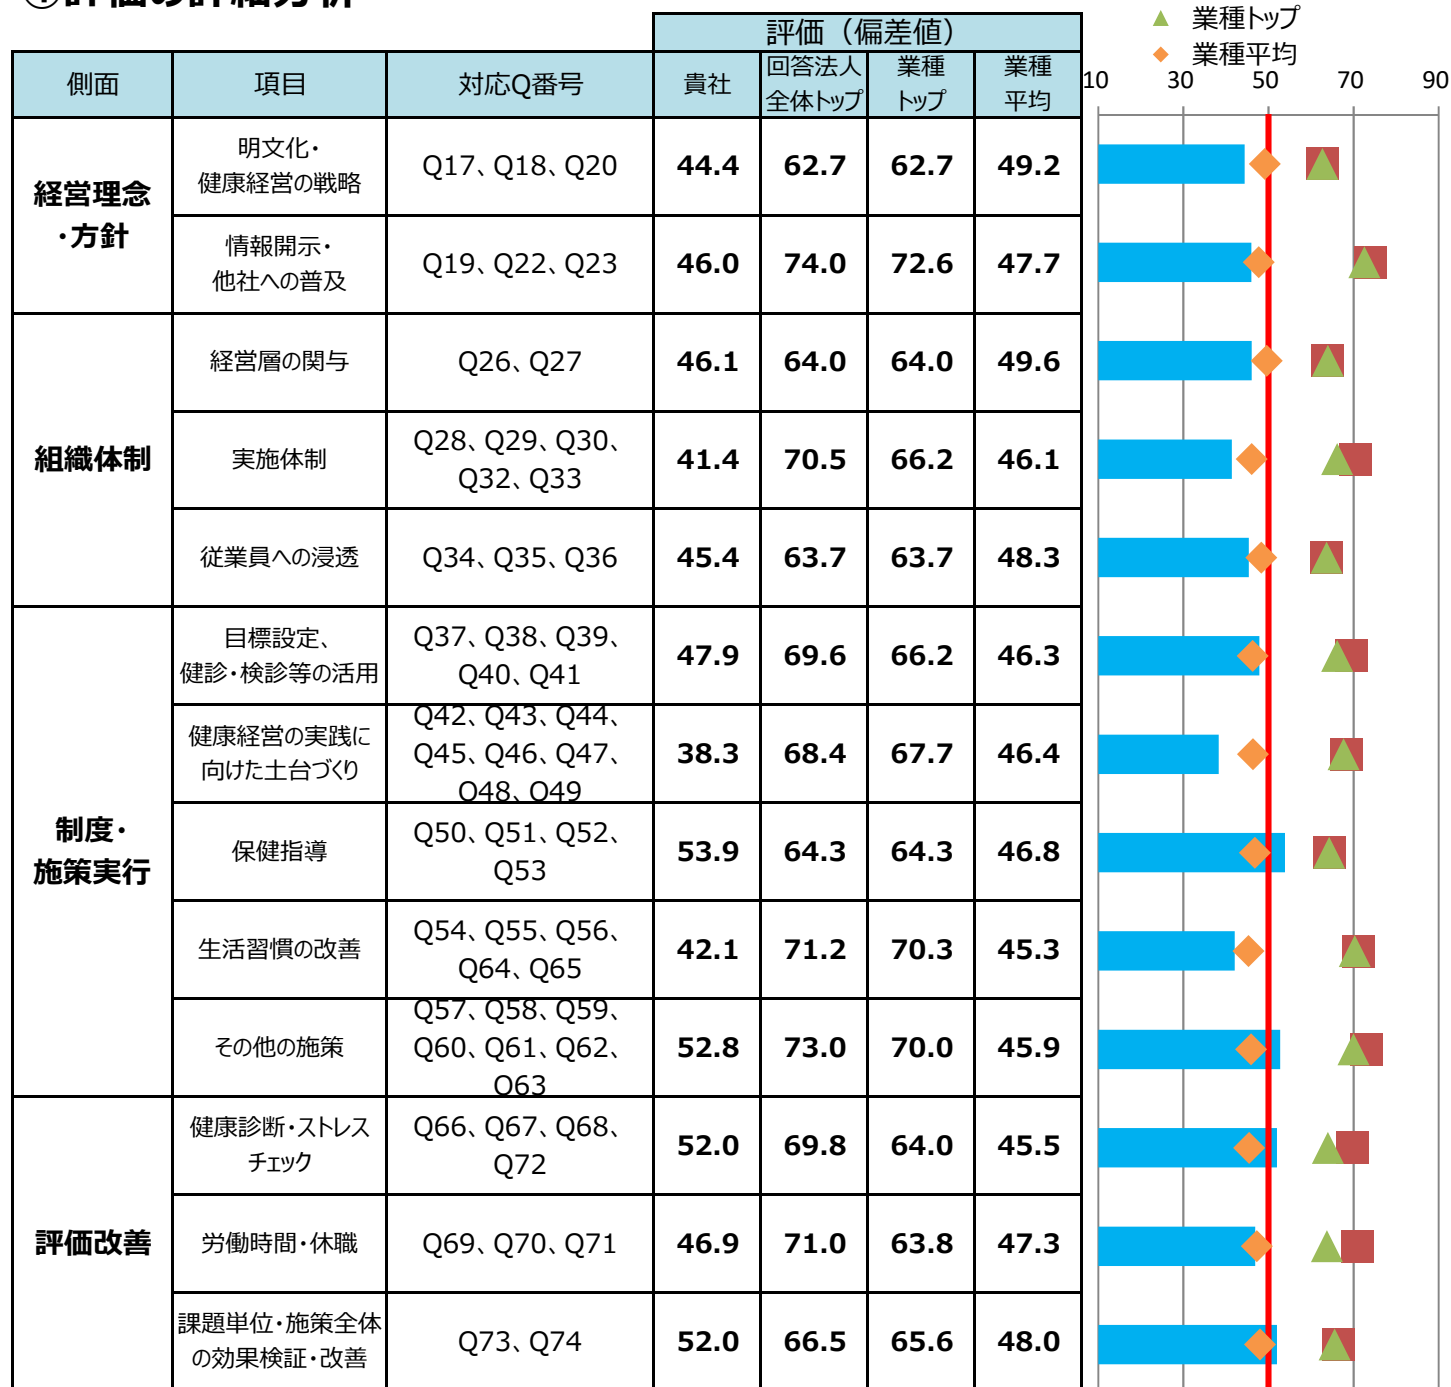 ①評価の詳細分析
▲ 業種トップ
◆ 業種平均
評価（偏差値）
側面 項目 対応Q番号 貴社 回答法人 業種 業種
全体トップ トップ 平均
10 30 50 70 90
経営理念
・方針
明文化・
健康経営の戦略
Q17、Q18、Q20 44.4 62.7 62.7 49.2
情報開示・
他社への普及
Q19、Q22、Q23 46.0 74.0 72.6 47.7
組織体制
経営層の関与 Q26、Q27 46.1 64.0 64.0 49.6
実施体制
Q28、Q29、Q30、
Q32、Q33
41.4 70.5 66.2 46.1
従業員への浸透 Q34、Q35、Q36 45.4 63.7 63.7 48.3
制度・
施策実行
目標設定、
健診・検診等の活用
Q37、Q38、Q39、
Q40、Q41
47.9 69.6 66.2 46.3
健康経営の実践に
向けた土台づくり
Q42、Q43、Q44、
Q45、Q46、Q47、
Q48、Q49
38.3 68.4 67.7 46.4
保健指導
Q50、Q51、Q52、
Q53
53.9 64.3 64.3 46.8
生活習慣の改善
Q54、Q55、Q56、
Q64、Q65
42.1 71.2 70.3 45.3
その他の施策
Q57、Q58、Q59、
Q60、Q61、Q62、
Q63
52.8 73.0 70.0 45.9
評価改善
健康診断・ストレス
チェック
Q66、Q67、Q68、
Q72
52.0 69.8 64.0 45.5
労働時間・休職 Q69、Q70、Q71 46.9 71.0 63.8 47.3
課題単位・施策全体
の効果検証・改善
Q73、Q74 52.0 66.5 65.6 48.0